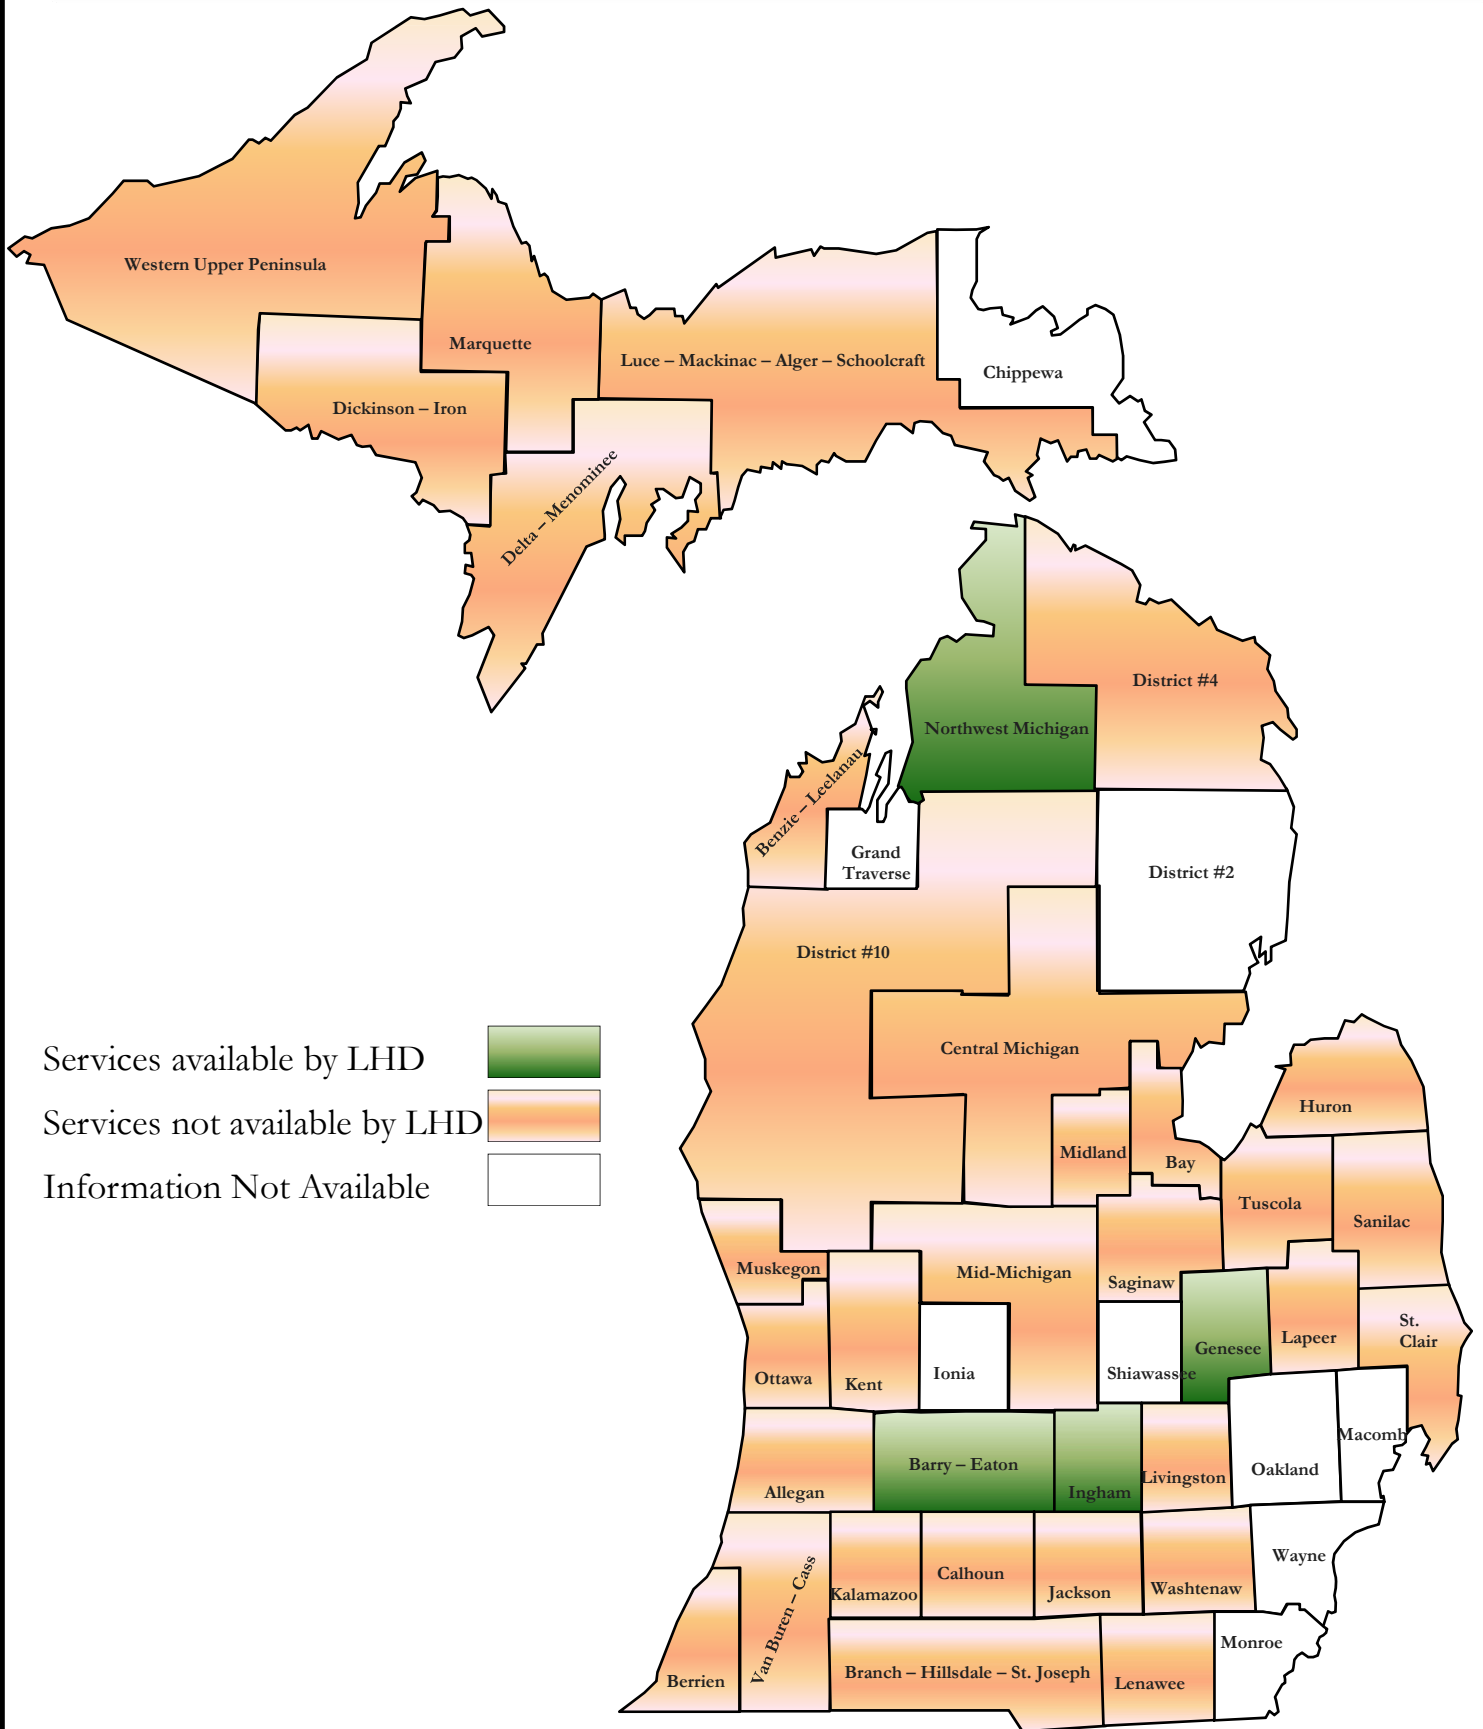 Western Upper Peninsula
Marquette
Luce – Mackinac – Alger – Schoolcraft
Chippewa
Dickinson – Iron
Delta – Menominee
District #4
Northwest Michigan
Benzie – Leelanau
Grand
Traverse
District #2
District #10
Central Michigan
Services available by LHD
Services not available by LHD
Information Not Available
Huron
Midland
Bay
Tuscola
Sanilac
Muskegon
Mid-Michigan
Saginaw
St.
Clair
Lapeer
Genesee
Shiawassee
Ionia
Kent
Ottawa
Macomb
Oakland
Livingston
Ingham
Barry – Eaton
Allegan
Wayne
Washtenaw
Jackson
Calhoun
Kalamazoo
Van Buren – Cass
Monroe
Lenawee
Branch – Hillsdale – St. Joseph
Berrien